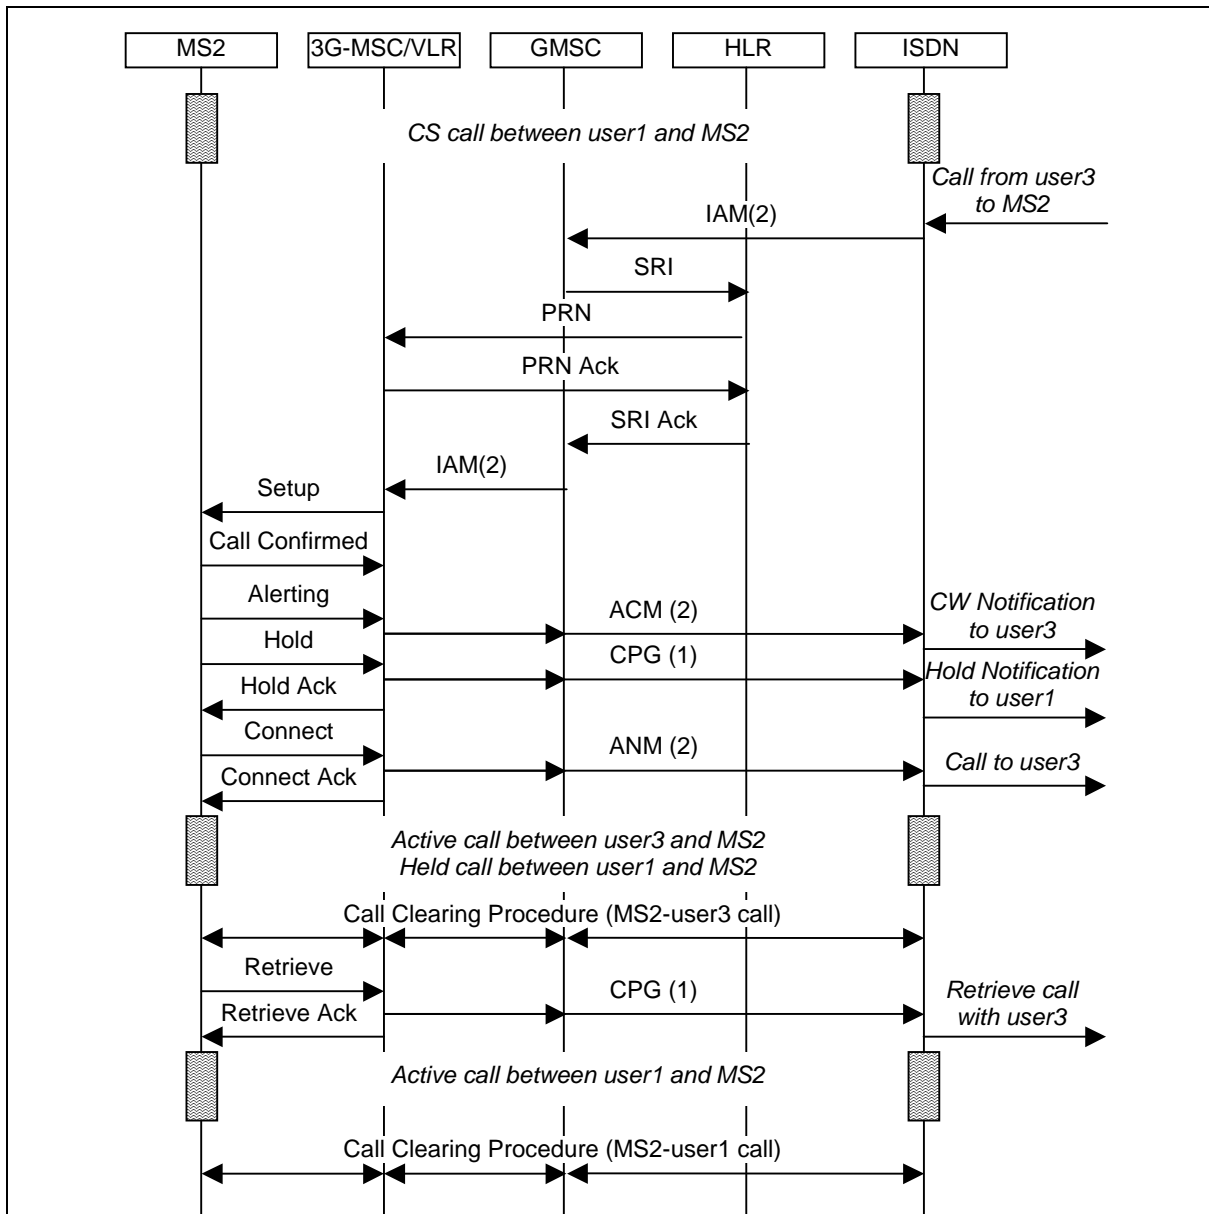 MS2
3G-MSC/VLR
GMSC
HLR
ISDN
CS call between user1 and MS2
Call from user3
to MS2
IAM(2)
SRI
PRN
PRN Ack
SRI Ack
IAM(2)
Setup
Call Confirmed
Alerting
ACM (2)
CW Notification
to user3
Hold
CPG (1)
Hold Notification
to user1
Hold Ack
Connect
ANM (2)
Call to user3
Connect Ack
Active call between user3 and MS2
Held call between user1 and MS2
Call Clearing Procedure (MS2-user3 call)
Retrieve
CPG (1)
Retrieve call
with user3
Retrieve Ack
Active call between user1 and MS2
Call Clearing Procedure (MS2-user1 call)